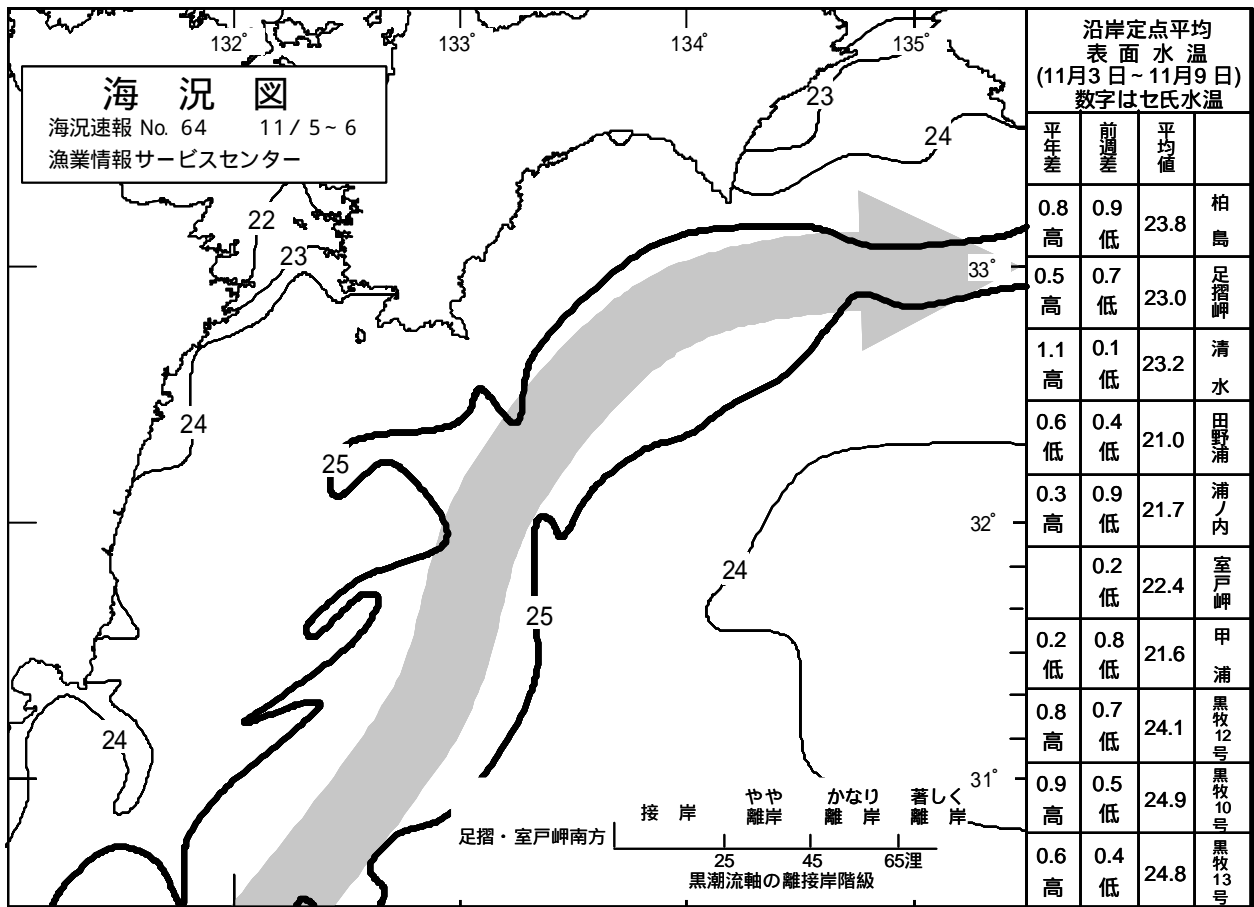 132°
133°
134°
135°
海況図
海況速報 No. 64 11/5~6
漁業情報サービスセンター
23
24
22
23
33°
24
25
32°
24
25
24
31°
接岸
やや離岸
かなり離岸
著しく離岸
足摺・室戸岬南方
25 45 65浬
黒潮流軸の離接岸階級
沿岸定点平均
表面水温
(11月3日~11月9日)
数字はセ氏水温
平年差 前週差 平均値
0.8高 0.9低 23.8 柏島
0.5高 0.7低 23.0 足摺岬
1.1高 0.1低 23.2 清水
0.6低 0.4低 21.0 田野浦
0.3高 0.9低 21.7 浦ノ内
0.2低 22.4 室戸岬
0.2低 0.8低 21.6 甲浦
0.8高 0.7低 24.1 黒牧12号
0.9高 0.5低 24.9 黒牧10号
0.6高 0.4低 24.8 黒牧13号